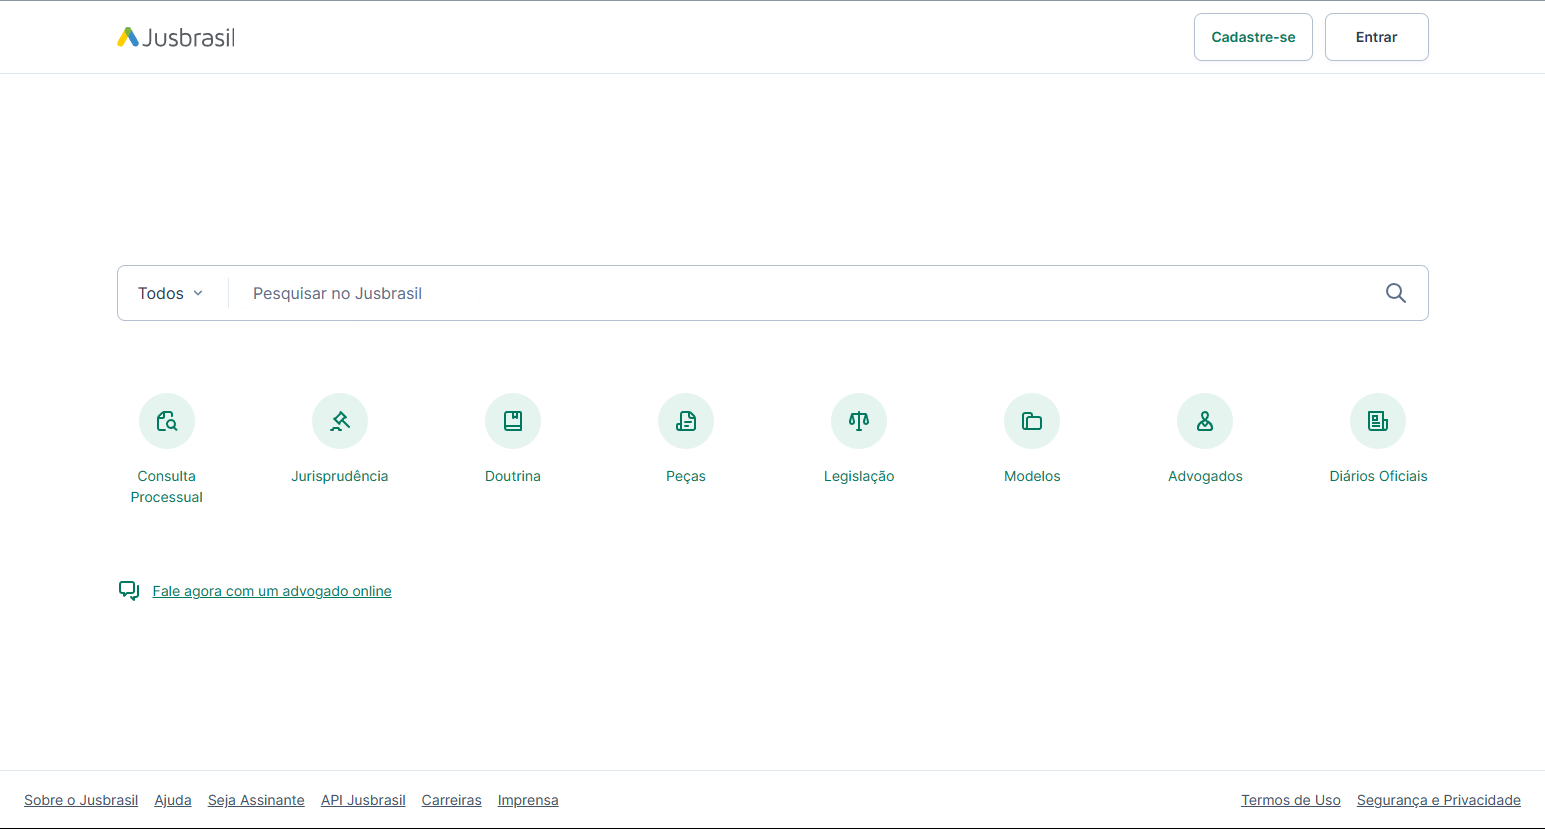 Jusbrasil
Cadastre-se
Entrar
Todos
Pesquisar no Jusbrasil
Consulta
Processual
Jurisprudência
Doutrina
Peças
Legislação
Modelos
Advogados
Diários Oficiais
Fale agora com um advogado online
Sobre o Jusbrasil
Ajuda
Seja Assinante
API Jusbrasil
Carreiras
Imprensa
Termos de Uso
Segurança e Privacidade